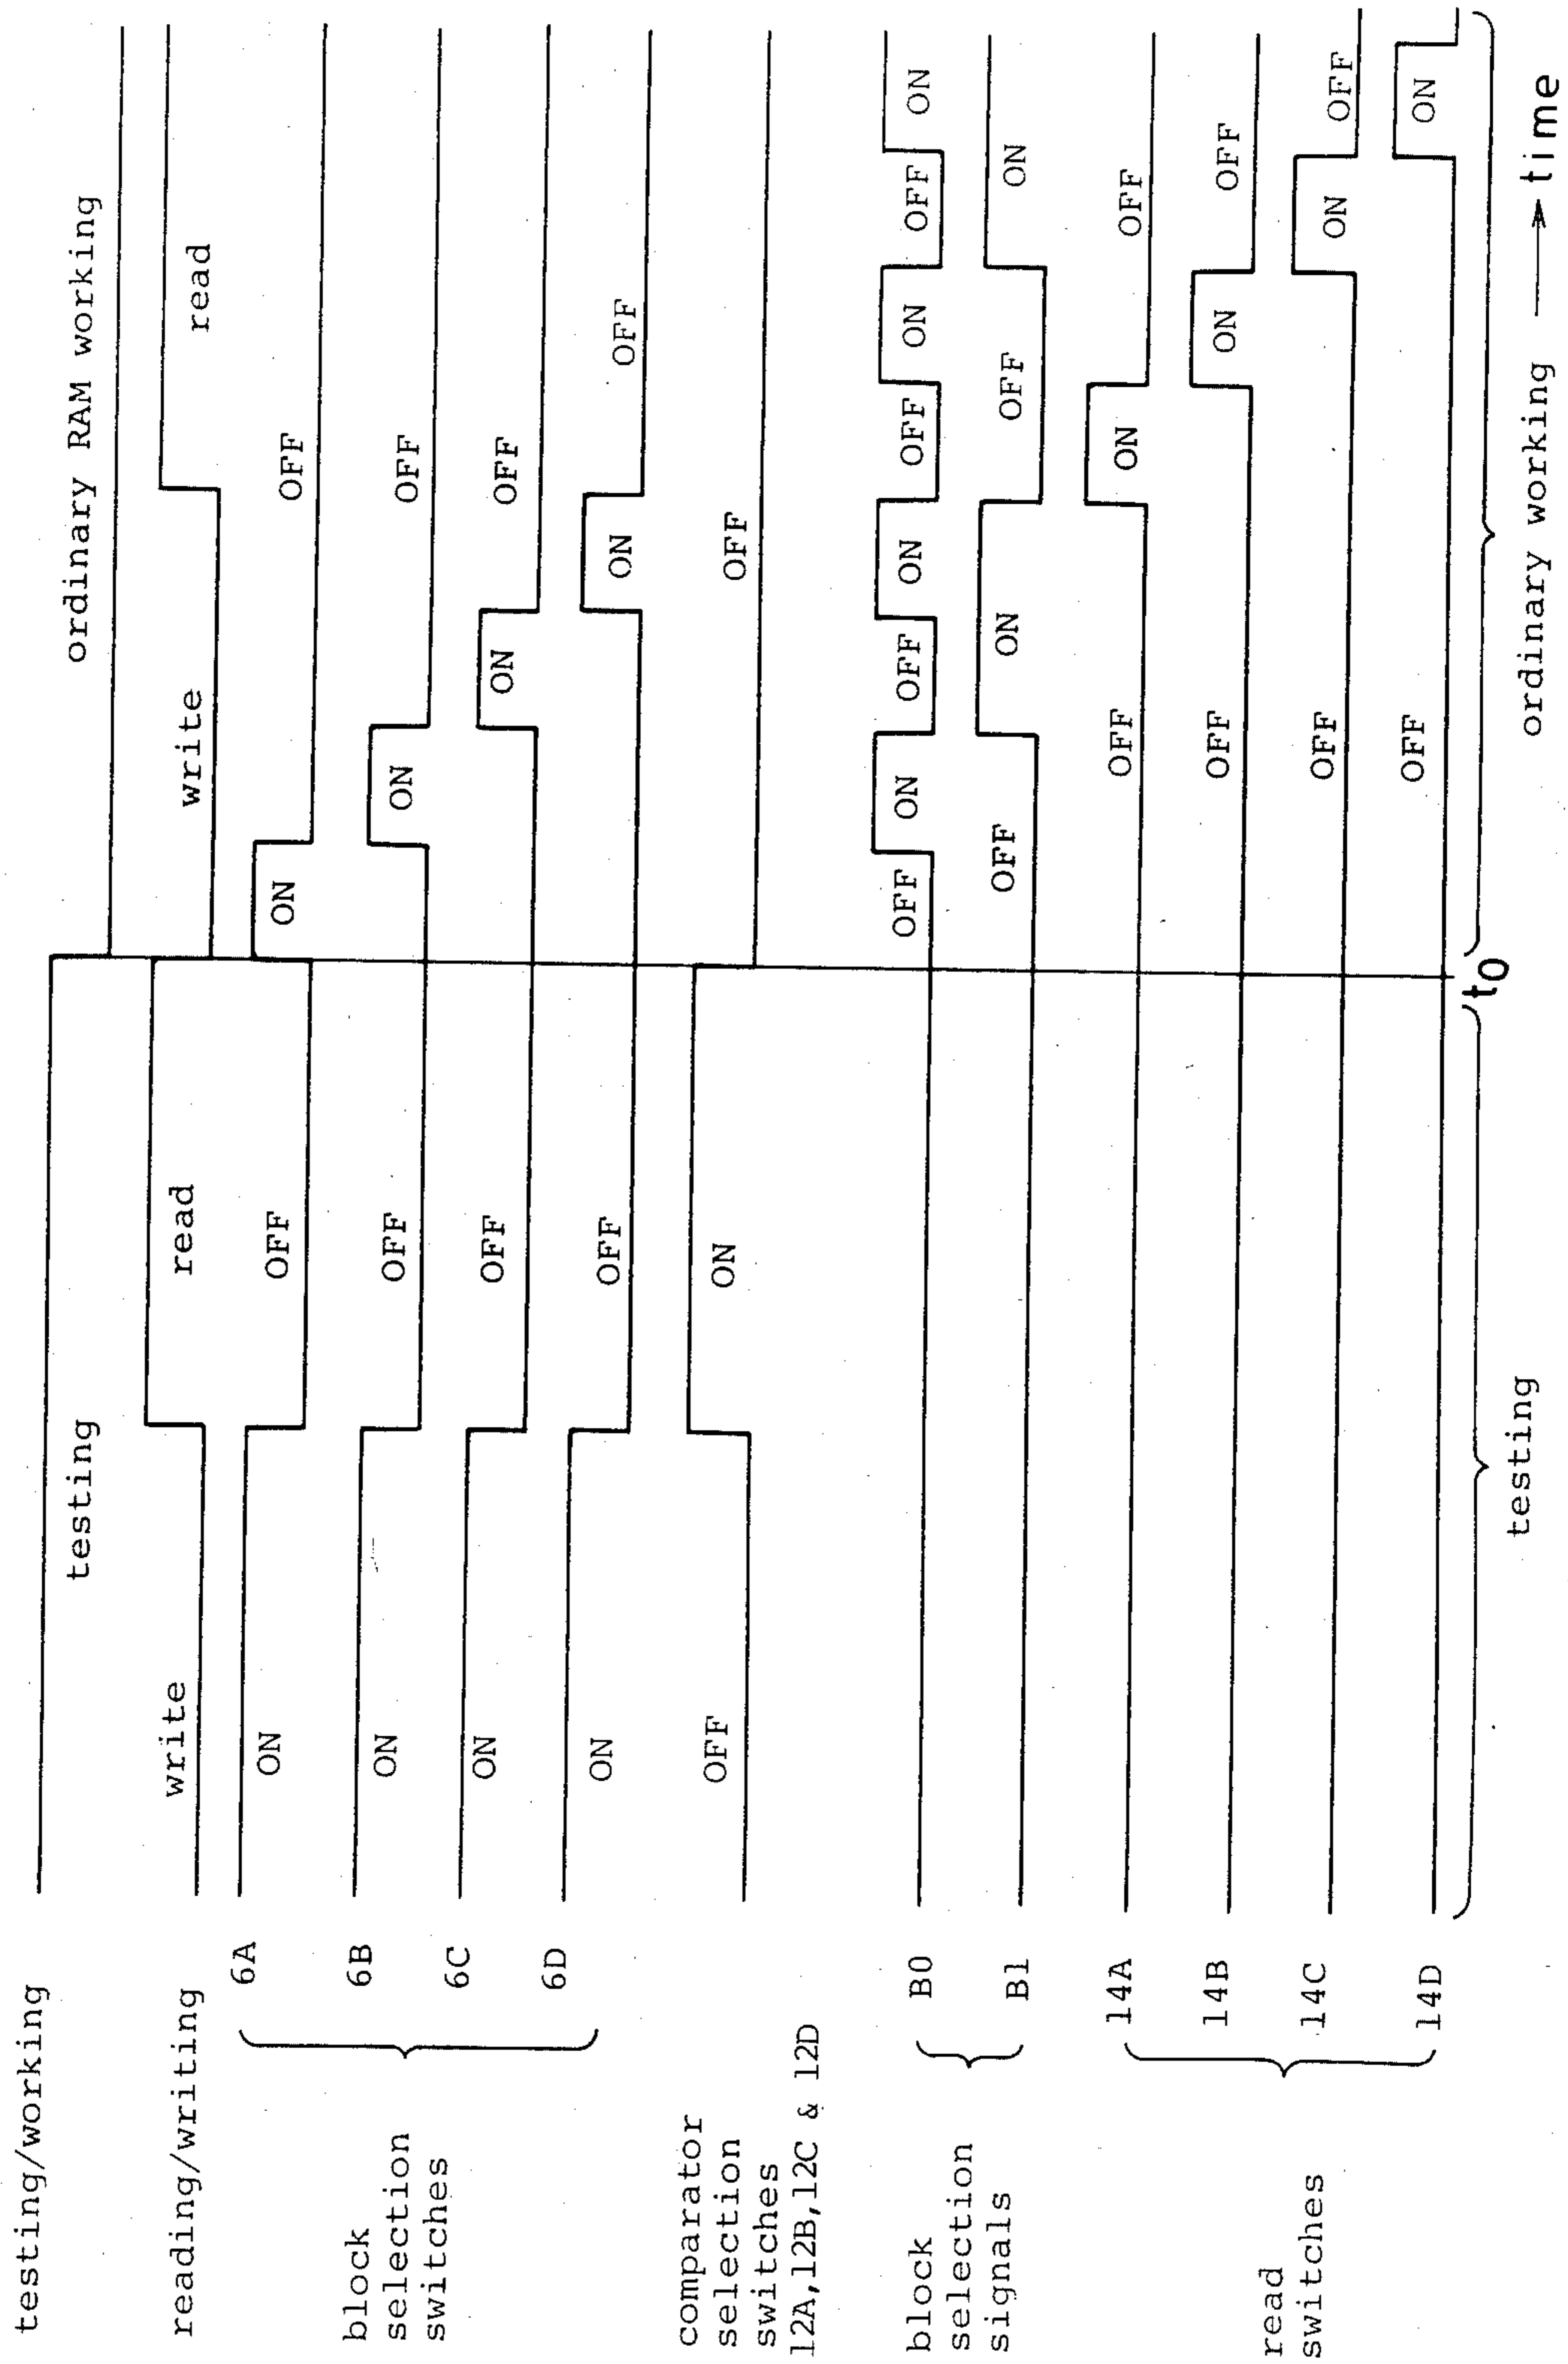 testing/working
testing
ordinary RAM working
reading/writing
write
read
write
read
block
selection
switches
6A
ON
OFF
ON
OFF
6B
ON
OFF
ON
OFF
6C
ON
OFF
ON
OFF
6D
ON
OFF
ON
OFF
comparator
selection
switches
12A,12B,12C & 12D
OFF
ON
OFF
block
selection
signals
B0
OFF
ON
OFF
ON
OFF
ON
OFF
ON
B1
OFF
ON
OFF
ON
read
switches
14A
OFF
ON
OFF
14B
OFF
ON
OFF
14C
OFF
ON
OFF
14D
OFF
ON
t0
testing
ordinary working
time